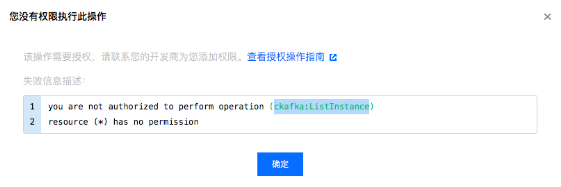 您没有权限执行此操作
该操作需要授权，请联系您的开发商为您添加权限。查看授权操作指南
失败信息描述：
1 you are not authorized to perform operation (ckafka:ListInstance)
2 resource (*) has no permission
确定